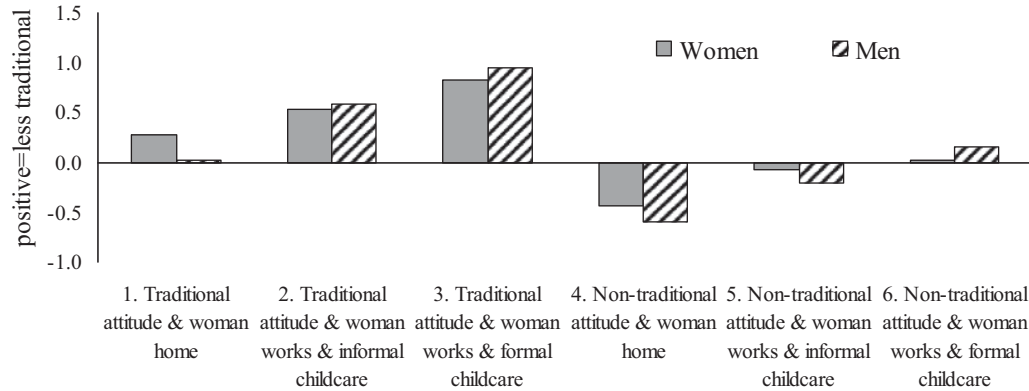 positive=less traditional
1.5
1.0
0.5
0.0
-0.5
-1.0
Women
Men
1. Traditional
attitude & woman
home
2. Traditional
attitude & woman
works & informal
childcare
3. Traditional
attitude & woman
works & formal
childcare
4. Non-traditional
attitude & woman
home
5. Non-traditional
attitude & woman
works & informal
childcare
6. Non-traditional
attitude & woman
works & formal
childcare